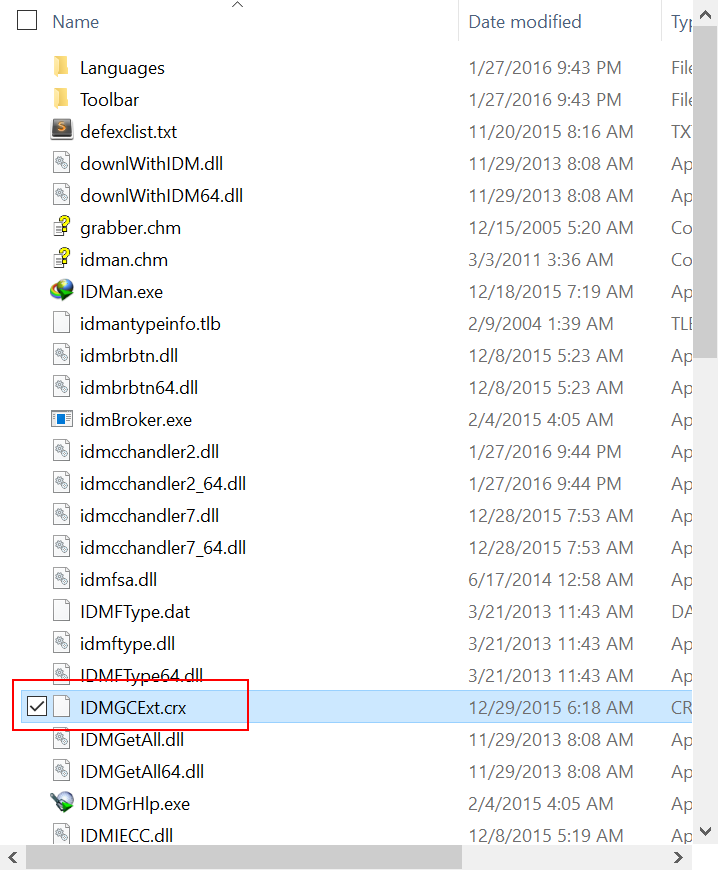 Name Date modified Typ
Languages 1/27/2016 9:43 PM File
Toolbar 1/27/2016 9:43 PM File
defexclist.txt 11/20/2015 8:16 AM TX
downlWithIDM.dll 11/29/2013 8:08 AM Ap
downlWithIDM64.dll 11/29/2013 8:08 AM Ap
grabber.chm 12/15/2005 5:20 AM Co
idman.chm 3/3/2011 3:36 AM Co
IDMan.exe 12/18/2015 7:19 AM Ap
idmantypeinfo.tlb 2/9/2004 1:39 AM TLB
idmbrbtn.dll 12/8/2015 5:23 AM Ap
idmbrbtn64.dll 12/8/2015 5:23 AM Ap
idmBroker.exe 2/4/2015 4:05 AM Ap
idmcchandler2.dll 1/27/2016 9:44 PM Ap
idmcchandler2_64.dll 1/27/2016 9:44 PM Ap
idmcchandler7.dll 12/28/2015 7:53 AM Ap
idmcchandler7_64.dll 12/28/2015 7:53 AM Ap
idmfsa.dll 6/17/2014 12:58 AM Ap
IDMFType.dat 3/21/2013 11:43 AM DA
idmftype.dll 3/21/2013 11:43 AM Ap
IDMFType64.dll 3/21/2013 11:43 AM Ap
IDMGCExt.crx 12/29/2015 6:18 AM CR
IDMGetAll.dll 11/29/2013 8:08 AM Ap
IDMGetAll64.dll 11/29/2013 8:08 AM Ap
IDMGrHlp.exe 2/4/2015 4:05 AM Ap
IDMIECC.dll 12/8/2015 5:19 AM Ap